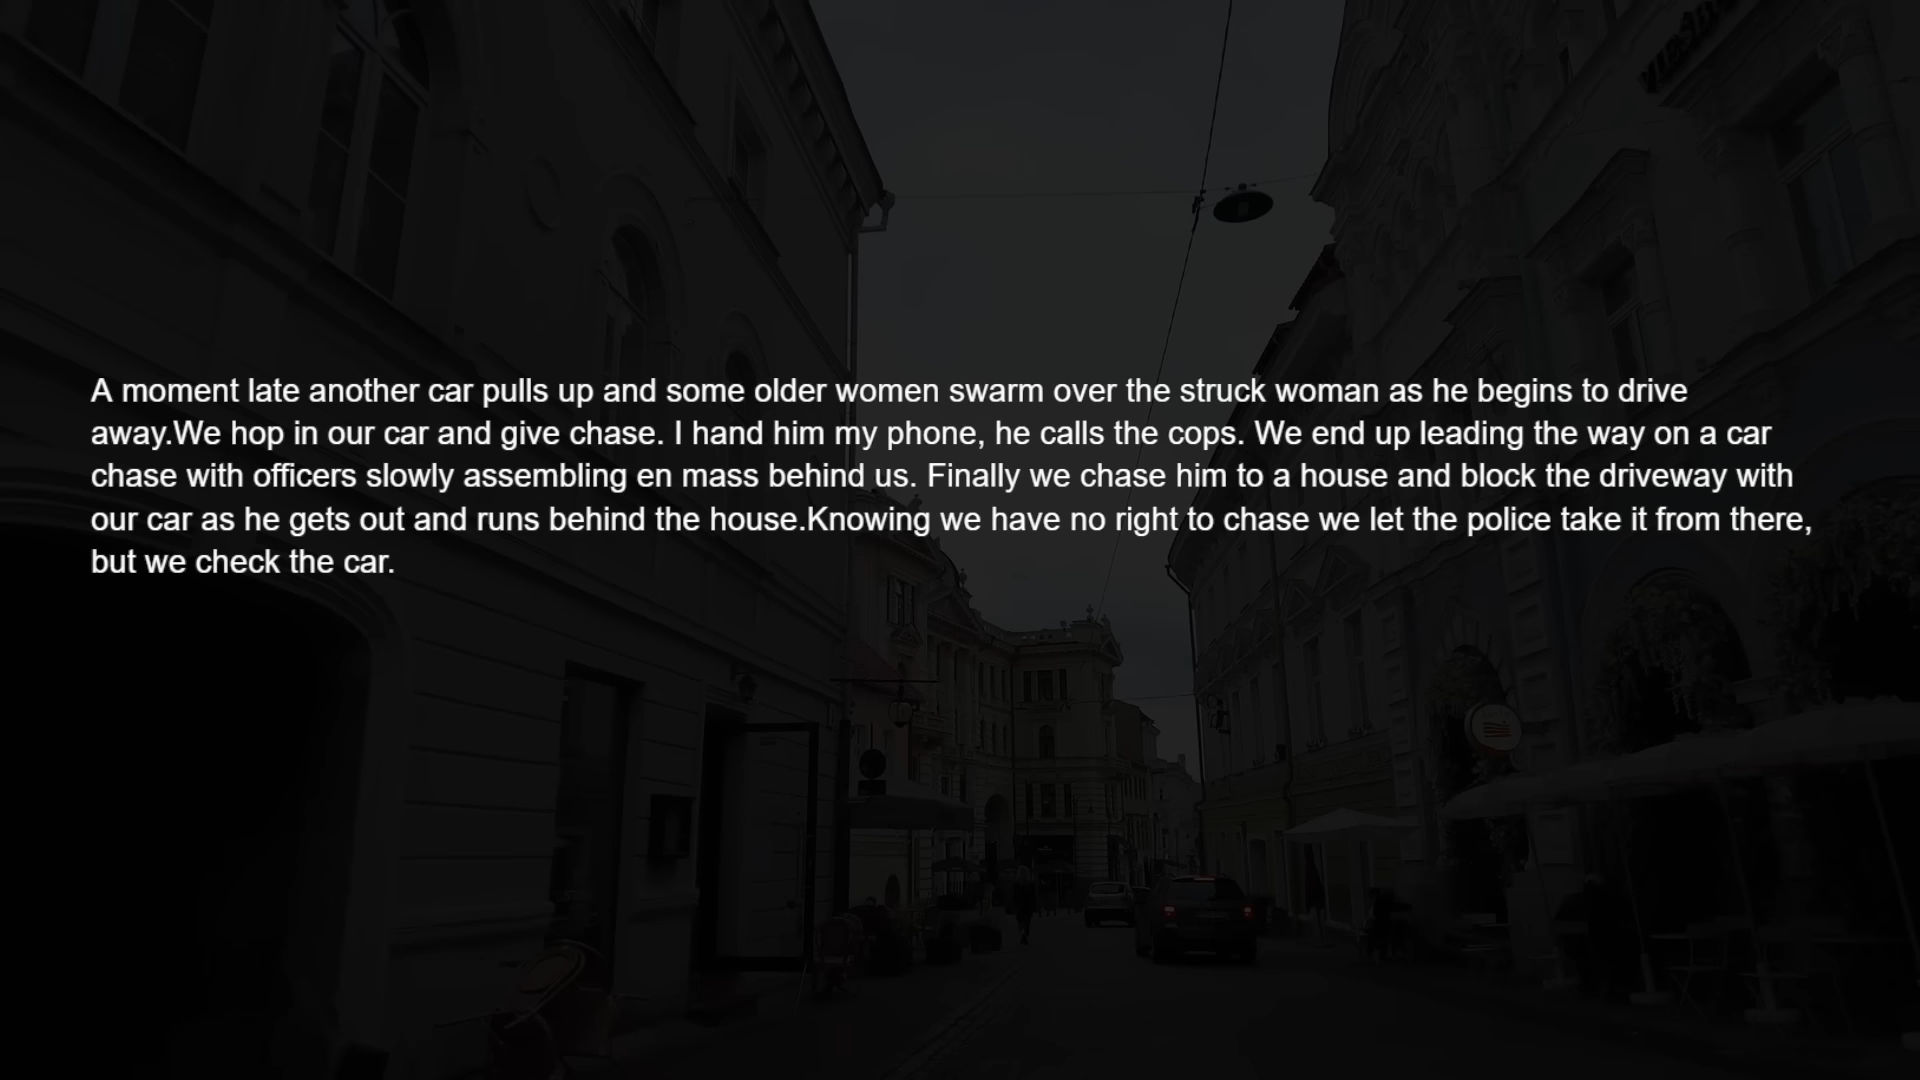 A moment late another car pulls up and some older women swarm over the struck woman as he begins to drive
away.We hop in our car and give chase. I hand him my phone, he calls the cops. We end up leading the way on a car
chase with officers slowly assembling en mass behind us. Finally we chase him to a house and block the driveway with
our car as he gets out and runs behind the house.Knowing we have no right to chase we let the police take it from there,
but we check the car.